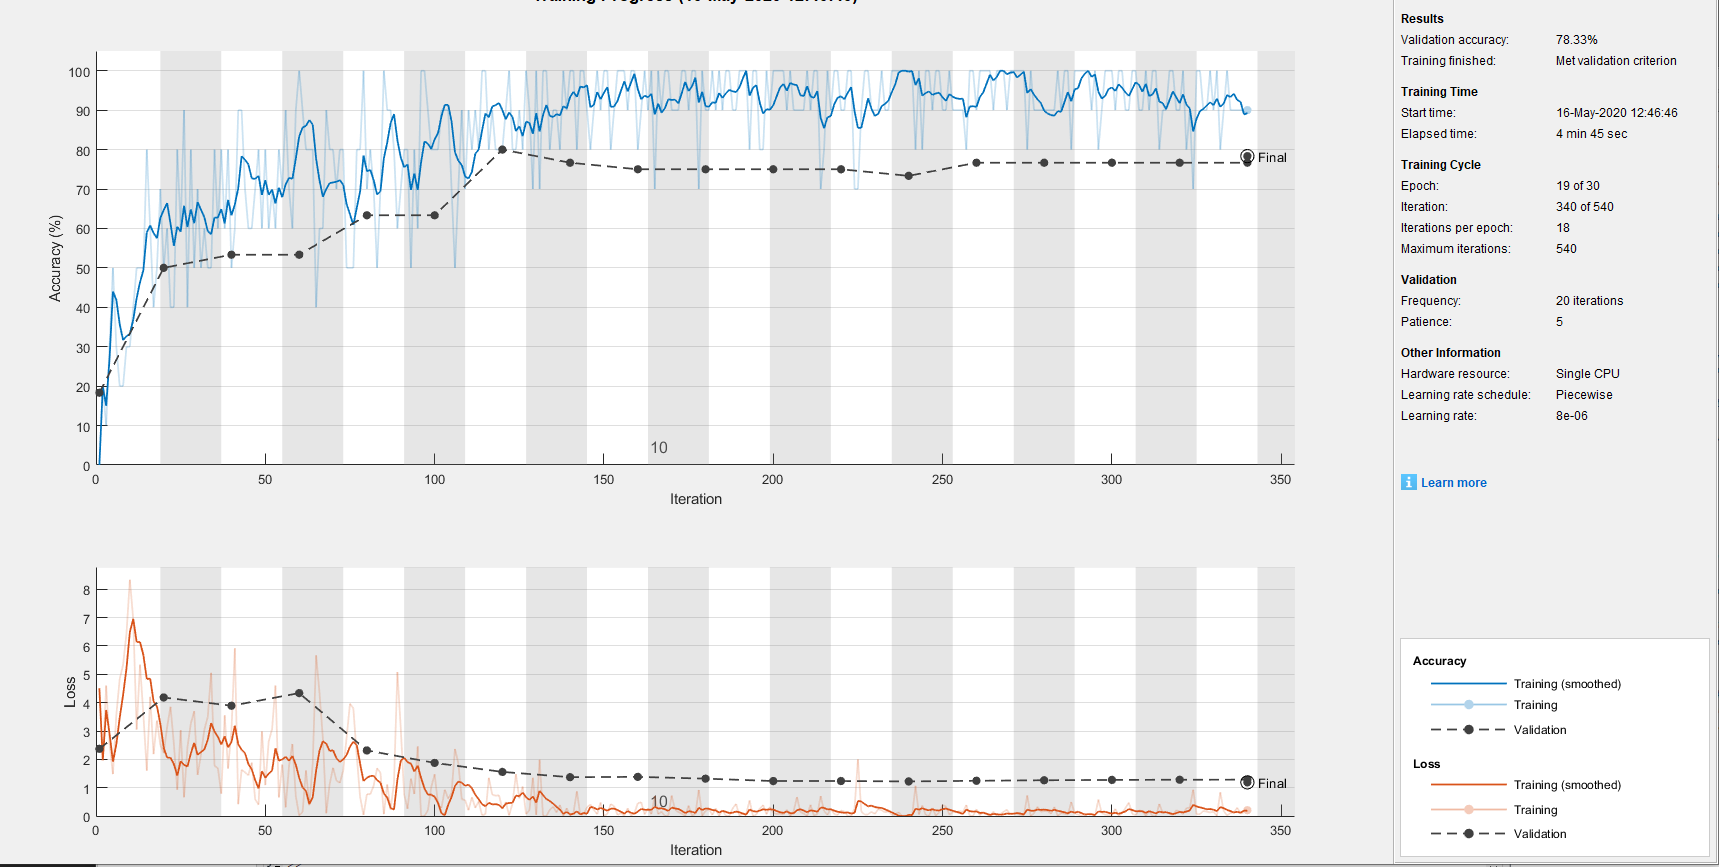 100
90
80
70
60
50
40
30
20
10
0
Accuracy (%)
Final
10
0 50 100 150 200 250 300 350
Iteration
8
7
6
5
4
3
2
1
0
Loss
Final
10
0 50 100 150 200 250 300 350
Iteration
Results
Validation accuracy: 78.33%
Training finished: Met validation criterion
Training Time
Start time: 16-May-2020 12:46:46
Elapsed time: 4 min 45 sec
Training Cycle
Epoch: 19 of 30
Iteration: 340 of 540
Iterations per epoch: 18
Maximum iterations: 540
Validation
Frequency: 20 iterations
Patience: 5
Other Information
Hardware resource: Single CPU
Learning rate schedule: Piecewise
Learning rate: 8e-06
i Learn more
Accuracy
Training (smoothed)
Training
Validation
Loss
Training (smoothed)
Training
Validation